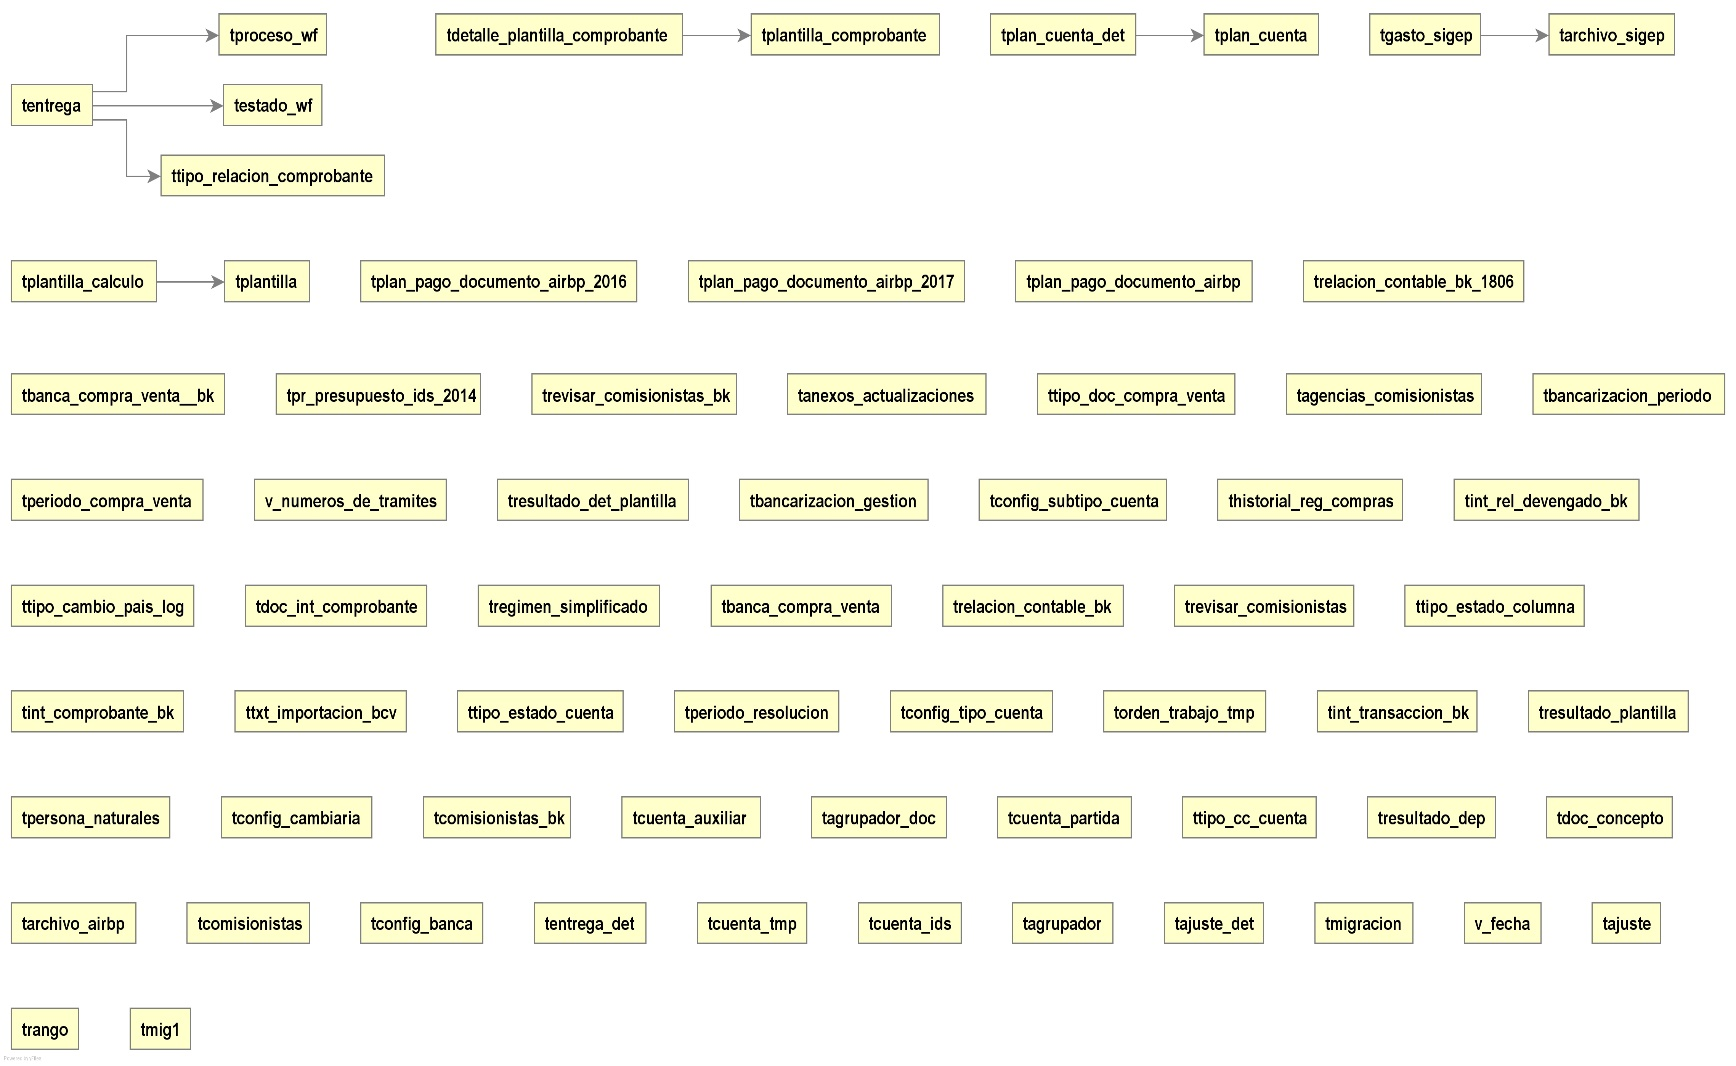 tproceso_wf
tdetalle_plantilla_comprobante
tplantilla_comprobante
tplan_cuenta_det
tplan_cuenta
tgasto_sigep
tarchivo_sigep
tentrega
testado_wf
ttipo_relacion_comprobante
tplantilla_calculo
tplantilla
tplan_pago_documento_airbp_2016
tplan_pago_documento_airbp_2017
tplan_pago_documento_airbp
trelacion_contable_bk_1806
tbanca_compra_venta__bk
tpr_presupuesto_ids_2014
trevisar_comisionistas_bk
tanexos_actualizaciones
ttipo_doc_compra_venta
tagencias_comisionistas
tbancarizacion_periodo
tperiodo_compra_venta
v_numeros_de_tramites
tresultado_det_plantilla
tbancarizacion_gestion
tconfig_subtipo_cuenta
thistorial_reg_compras
tint_rel_devengado_bk
ttipo_cambio_pais_log
tdoc_int_comprobante
tregimen_simplificado
tbanca_compra_venta
trelacion_contable_bk
trevisar_comisionistas
ttipo_estado_columna
tint_comprobante_bk
ttxt_importacion_bcv
ttipo_estado_cuenta
tperiodo_resolucion
tconfig_tipo_cuenta
torden_trabajo_tmp
tint_transaccion_bk
tresultado_plantilla
tpersona_naturales
tconfig_cambiaria
tcomisionistas_bk
tcuenta_auxiliar
tagrupador_doc
tcuenta_partida
ttipo_cc_cuenta
tresultado_dep
tdoc_concepto
tarchivo_airbp
tcomisionistas
tconfig_banca
tentrega_det
tcuenta_tmp
tcuenta_ids
tagrupador
tajuste_det
tmigracion
v_fecha
tajuste
trango
tmig1